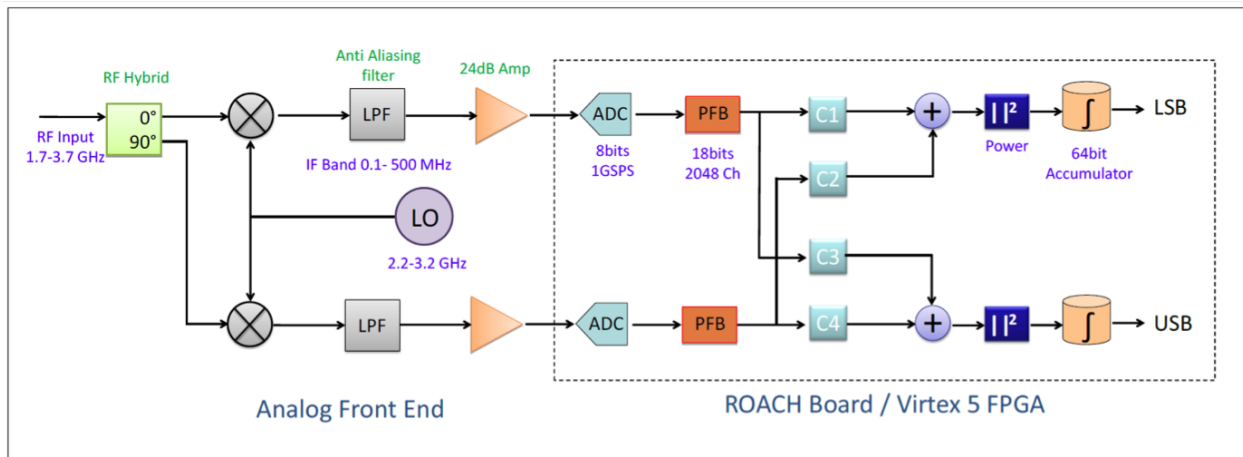 RF Hybrid
0°
90°
RF Input
1.7-3.7 GHz
Anti Aliasing
filter
LPF
24dB Amp
IF Band 0.1- 500 MHz
LO
2.2-3.2 GHz
LPF
Analog Front End
ADC
8bits
1GSPS
PFB
18bits
2048 Ch
C1
C2
C3
C4
+
| |²
Power
∫
64bit
Accumulator
LSB
ADC
PFB
+
| |²
∫
USB
ROACH Board / Virtex 5 FPGA